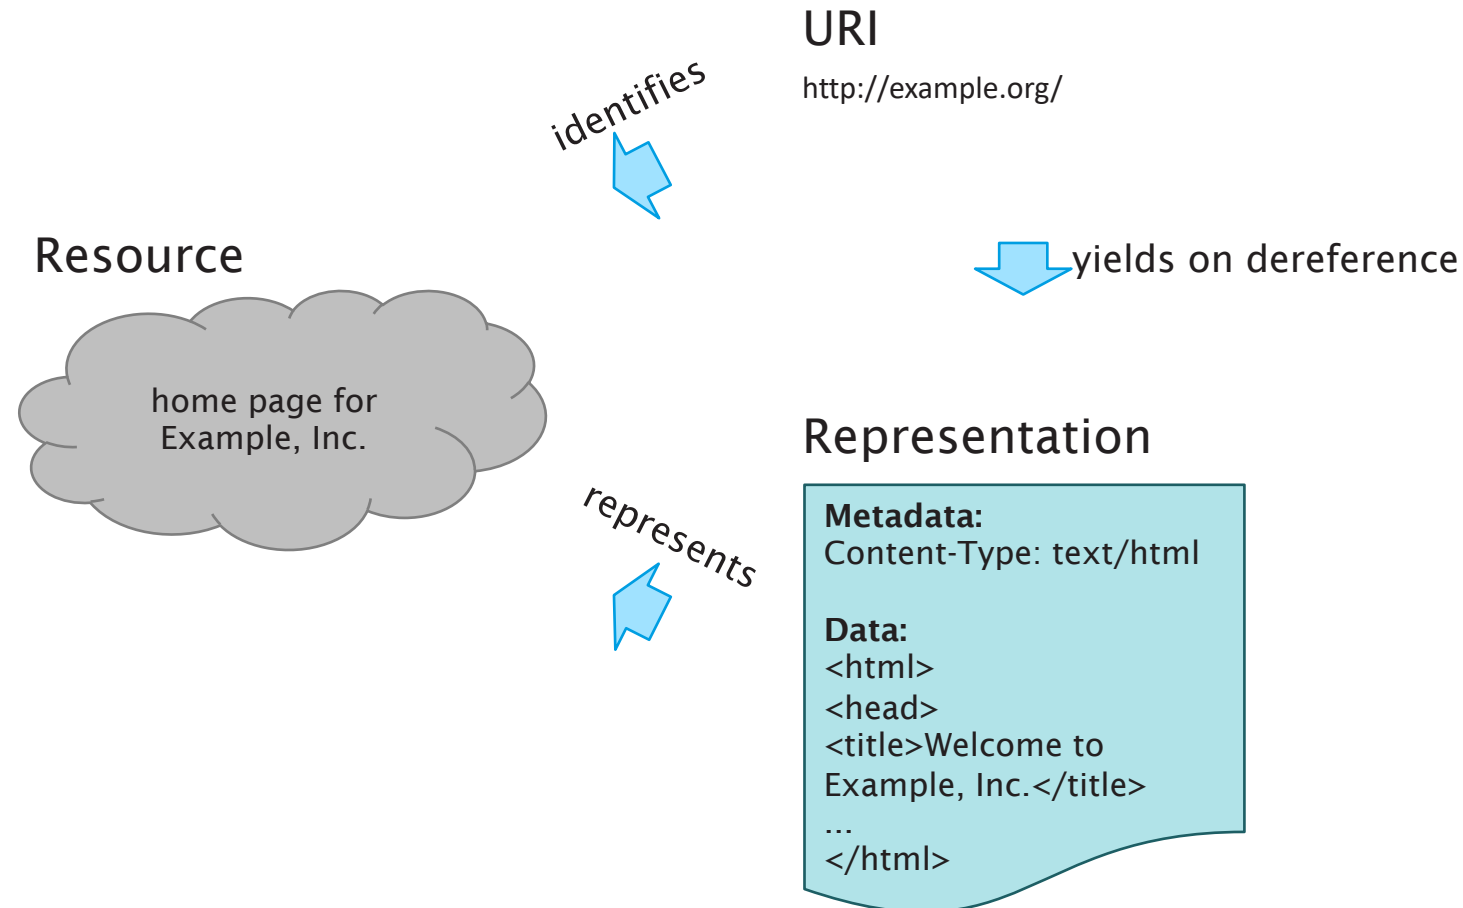 URI
http://example.org/
identifies
Resource
yields on dereference
home page for
Example, Inc.
Representation
represents
Metadata:
Content-Type: text/html
Data:
<html>
<head>
<title>Welcome to
Example, Inc.</title>
...
</html>